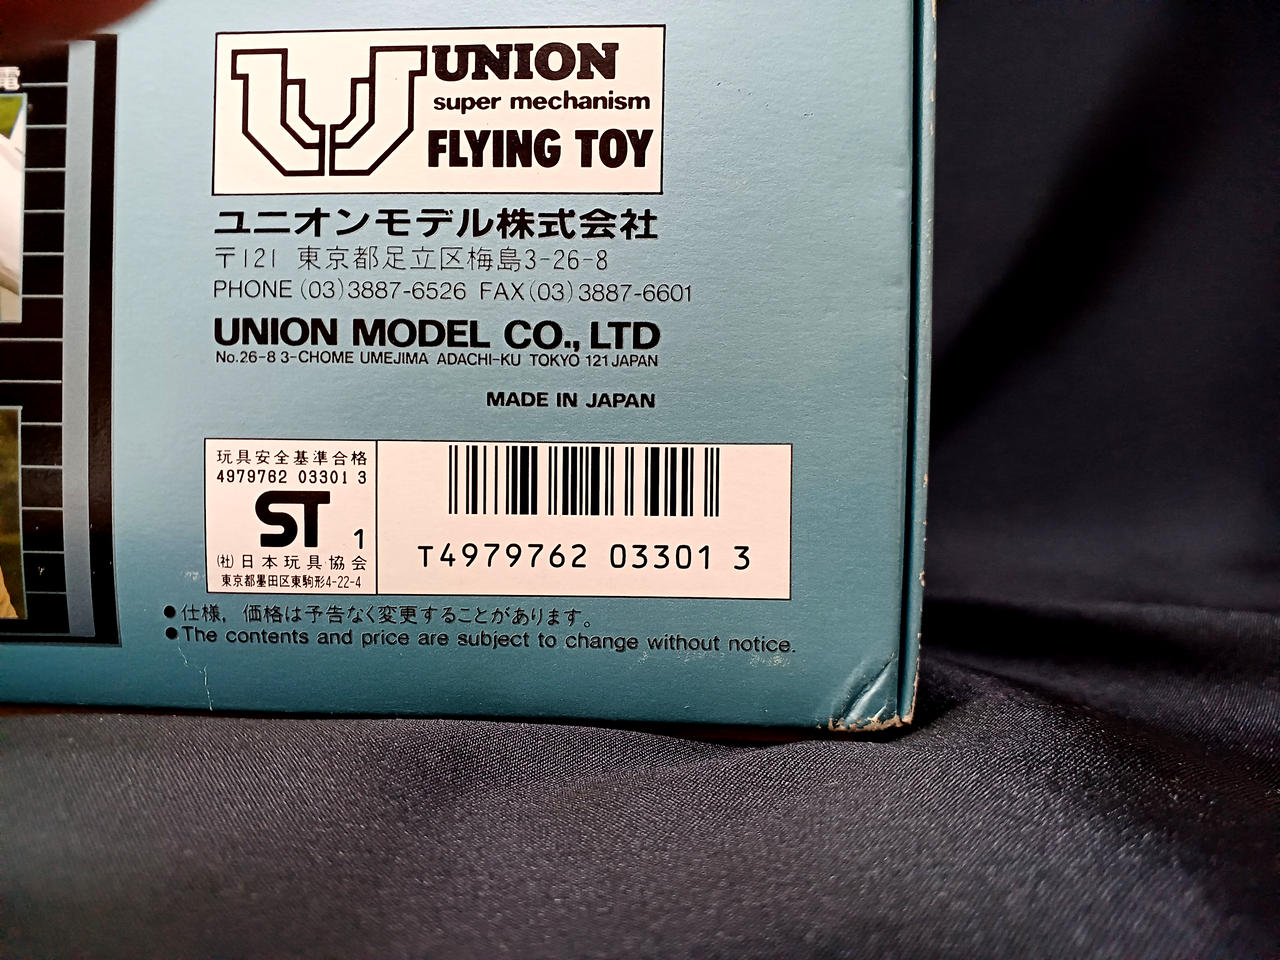 UNION
super mechanism
FLYING TOY
ユニオンモデル株式会社
〒121 東京都足立区梅島3-26-8
PHONE (03)3887-6526 FAX(03)3887-6601
UNION MODEL CO., LTD
No.26-8 3-CHOME UMEJIMA ADACHI-KU TOKYO 121 JAPAN
MADE IN JAPAN
玩具安全基準合格
4979762 03301 3
ST 1
(社)日本玩具協会
東京都墨田区東駒形4-22-4
T4979762 03301 3
●仕様，価格は予告なく変更することがあります。
●The contents and price are subject to change without notice.